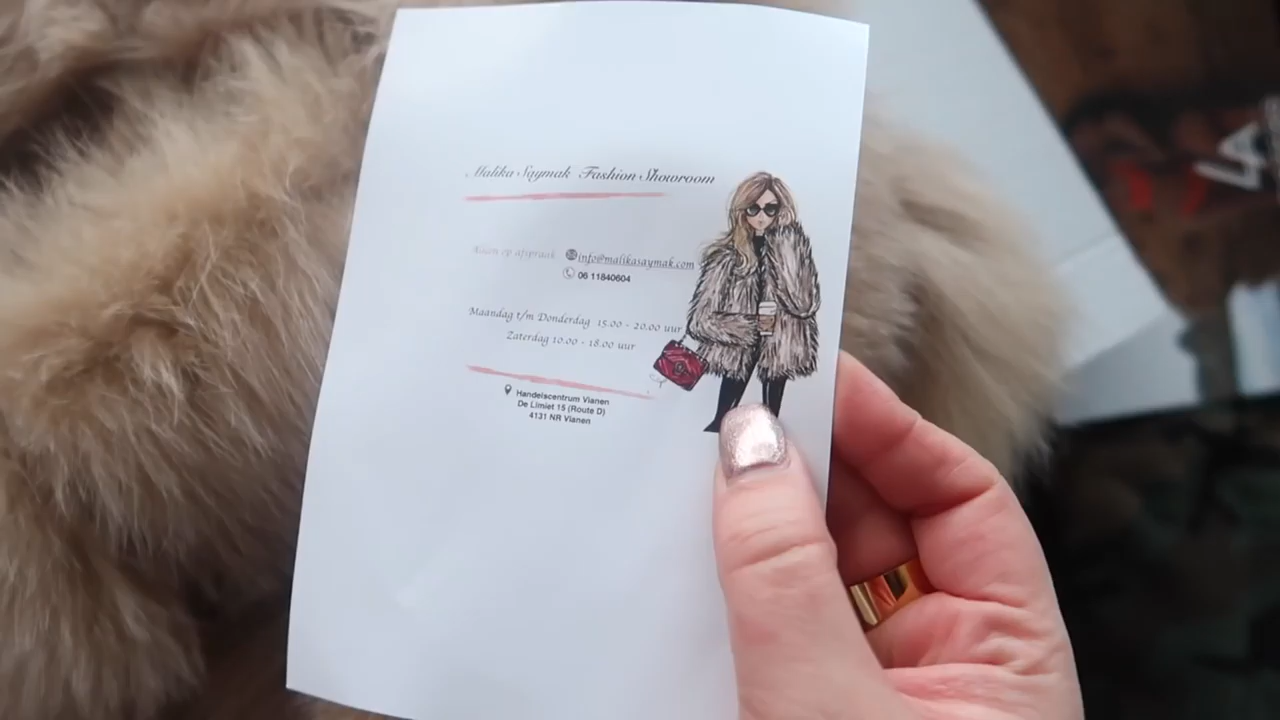 Malika Saymak Fashion Showroom
Alleen op afspraak info@malikasaymak.com
06 11840604
Maandag t/m Donderdag 15.00 - 20.00 uur
Zaterdag 10.00 - 18.00 uur
Handelscentrum Vianen
De Limiet 15 (Route D)
4131 NR Vianen